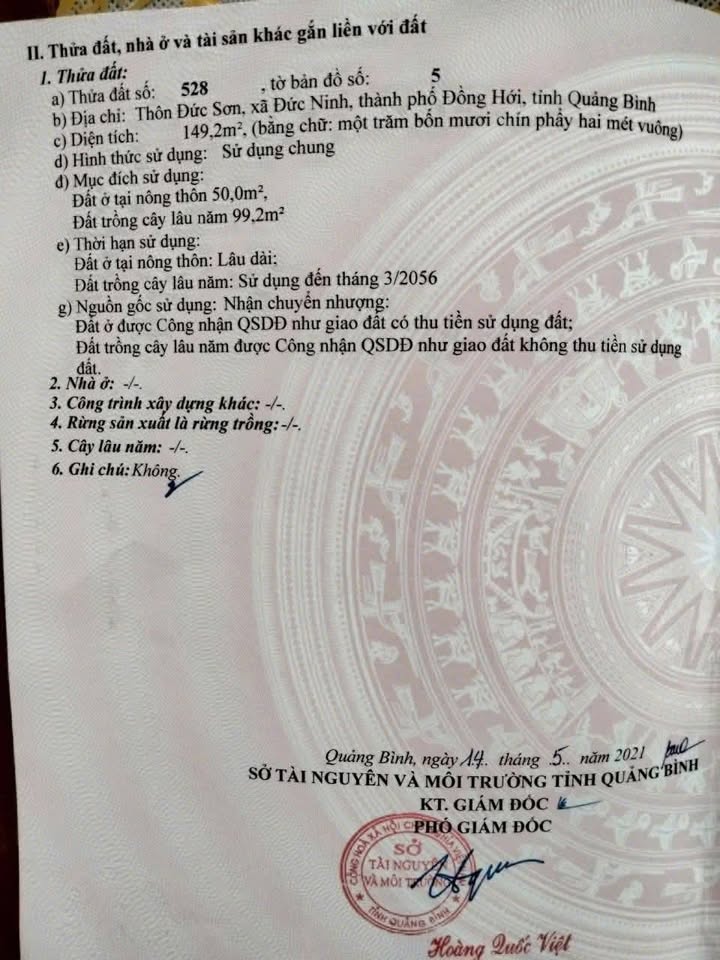 II. Thửa đất, nhà ở và tài sản khác gắn liền với đất
1. Thửa đất:
a) Thửa đất số: 528 , tờ bản đồ số: 5
b) Địa chỉ: Thôn Đức Sơn, xã Đức Ninh, thành phố Đồng Hới, tỉnh Quảng Bình
c) Diện tích: 149,2m², (bằng chữ: một trăm bốn mươi chín phẩy hai mét vuông)
d) Hình thức sử dụng: Sử dụng chung
đ) Mục đích sử dụng:
Đất ở tại nông thôn 50,0m²,
Đất trồng cây lâu năm 99,2m²
e) Thời hạn sử dụng:
Đất ở tại nông thôn: Lâu dài;
Đất trồng cây lâu năm: Sử dụng đến tháng 3/2056
g) Nguồn gốc sử dụng: Nhận chuyển nhượng:
Đất ở được Công nhận QSDĐ như giao đất có thu tiền sử dụng đất;
Đất trồng cây lâu năm được Công nhận QSDĐ như giao đất không thu tiền sử dụng
đất.
2. Nhà ở: -/-.
3. Công trình xây dựng khác: -/-.
4. Rừng sản xuất là rừng trồng: -/-.
5. Cây lâu năm: -/-.
6. Ghi chú: Không.
Quảng Bình, ngày 14 tháng .5.. năm 2021
SỞ TÀI NGUYÊN VÀ MÔI TRƯỜNG TỈNH QUẢNG BÌNH
KT. GIÁM ĐỐC
PHÓ GIÁM ĐỐC
CỘNG HOÀ XÃ HỘI CHỦ NGHĨA VIỆT
SỞ
TÀI NGUYÊN
VÀ MÔI TRƯỜNG
TỈNH QUẢNG BÌNH
Hoàng Quốc Việt